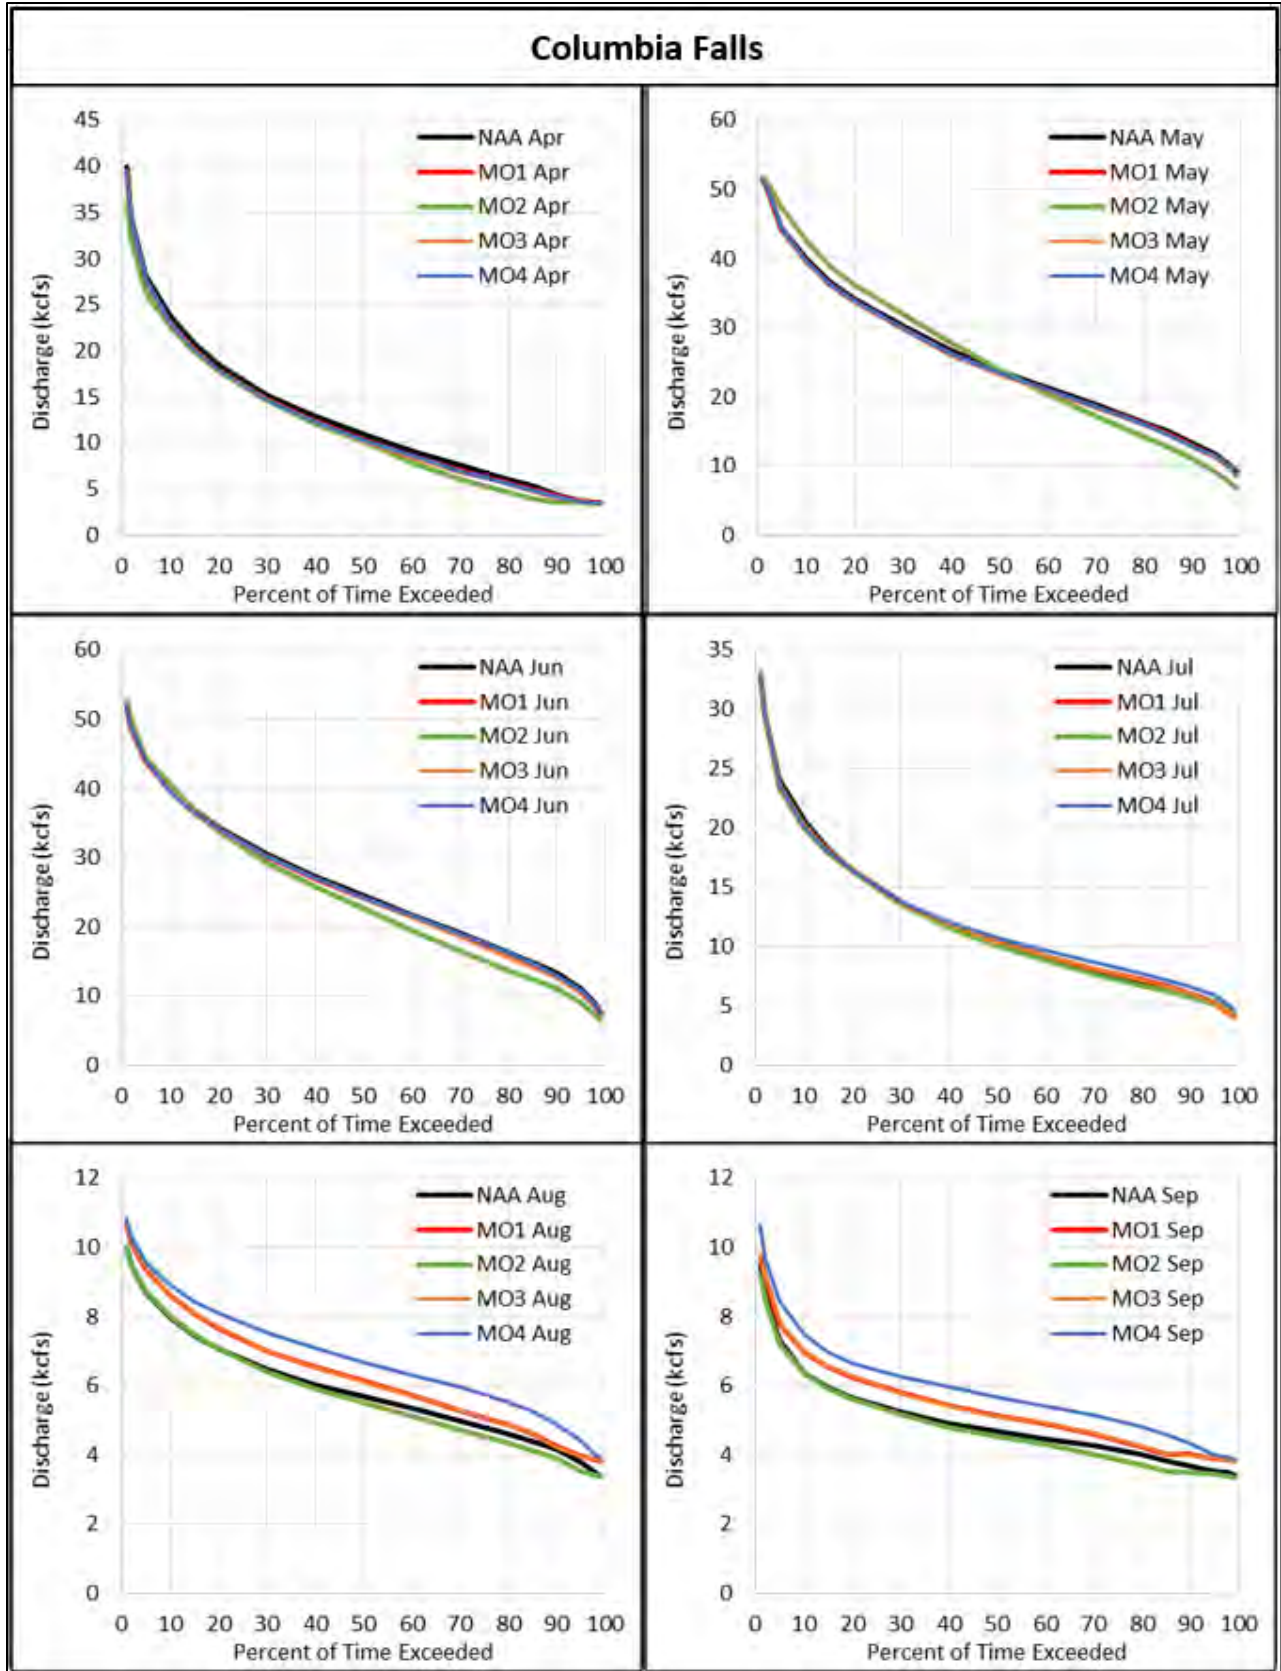 Columbia Falls
45
40
35
30
25
20
15
10
5
0
Discharge (kcfs)
NAA Apr
MO1 Apr
MO2 Apr
MO3 Apr
MO4 Apr
0 10 20 30 40 50 60 70 80 90 100
Percent of Time Exceeded
60
50
40
30
20
10
0
Discharge (kcfs)
NAA May
MO1 May
MO2 May
MO3 May
MO4 May
0 10 20 30 40 50 60 70 80 90 100
Percent of Time Exceeded
60
50
40
30
20
10
0
Discharge (kcfs)
NAA Jun
MO1 Jun
MO2 Jun
MO3 Jun
MO4 Jun
0 10 20 30 40 50 60 70 80 90 100
Percent of Time Exceeded
35
30
25
20
15
10
5
0
Discharge (kcfs)
NAA Jul
MO1 Jul
MO2 Jul
MO3 Jul
MO4 Jul
0 10 20 30 40 50 60 70 80 90 100
Percent of Time Exceeded
12
10
8
6
4
2
0
Discharge (kcfs)
NAA Aug
MO1 Aug
MO2 Aug
MO3 Aug
MO4 Aug
0 10 20 30 40 50 60 70 80 90 100
Percent of Time Exceeded
12
10
8
6
4
2
0
Discharge (kcfs)
NAA Sep
MO1 Sep
MO2 Sep
MO3 Sep
MO4 Sep
0 10 20 30 40 50 60 70 80 90 100
Percent of Time Exceeded